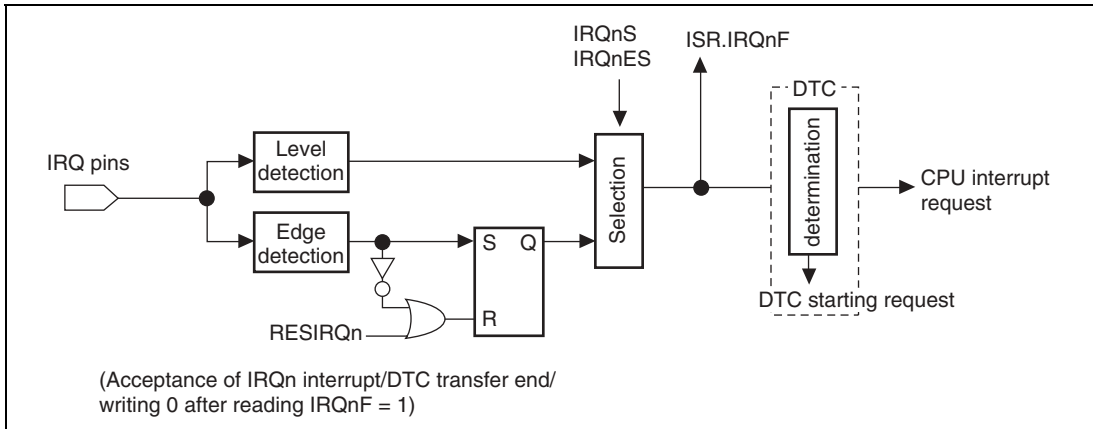 IRQnS
IRQnES
ISR.IRQnF
DTC
IRQ pins
Level
detection
Edge
detection
S Q
R
RESIRQn
Selection
determination
CPU interrupt
request
DTC starting request
(Acceptance of IRQn interrupt/DTC transfer end/
writing 0 after reading IRQnF = 1)